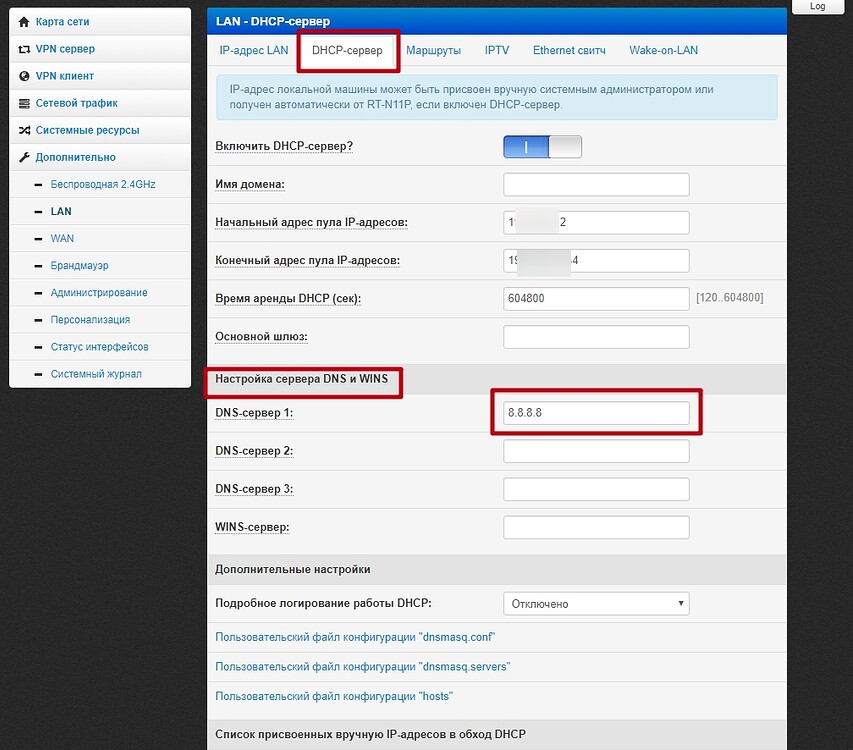 Log
Карта сети
VPN сервер
VPN клиент
Сетевой трафик
Системные ресурсы
Дополнительно
Беспроводная 2.4GHz
LAN
WAN
Брандмауэр
Администрирование
Персонализация
Статус интерфейсов
Системный журнал
LAN - DHCP-сервер
IP-адрес LAN DHCP-сервер Маршруты IPTV Ethernet свитч Wake-on-LAN
IP-адрес локальной машины может быть присвоен вручную системным администратором или
получен автоматически от RT-N11P, если включен DHCP-сервер.
Включить DHCP-сервер?
Имя домена:
Начальный адрес пула IP-адресов: 2
Конечный адрес пула IP-адресов: 4
Время аренды DHCP (сек): 604800 [120..604800]
Основной шлюз:
Настройка сервера DNS и WINS
DNS-сервер 1: 8.8.8.8
DNS-сервер 2:
DNS-сервер 3:
WINS-сервер:
Дополнительные настройки
Подробное логирование работы DHCP: Отключено
Пользовательский файл конфигурации "dnsmasq.conf"
Пользовательский файл конфигурации "dnsmasq.servers"
Пользовательский файл конфигурации "hosts"
Список присвоенных вручную IP-адресов в обход DHCP